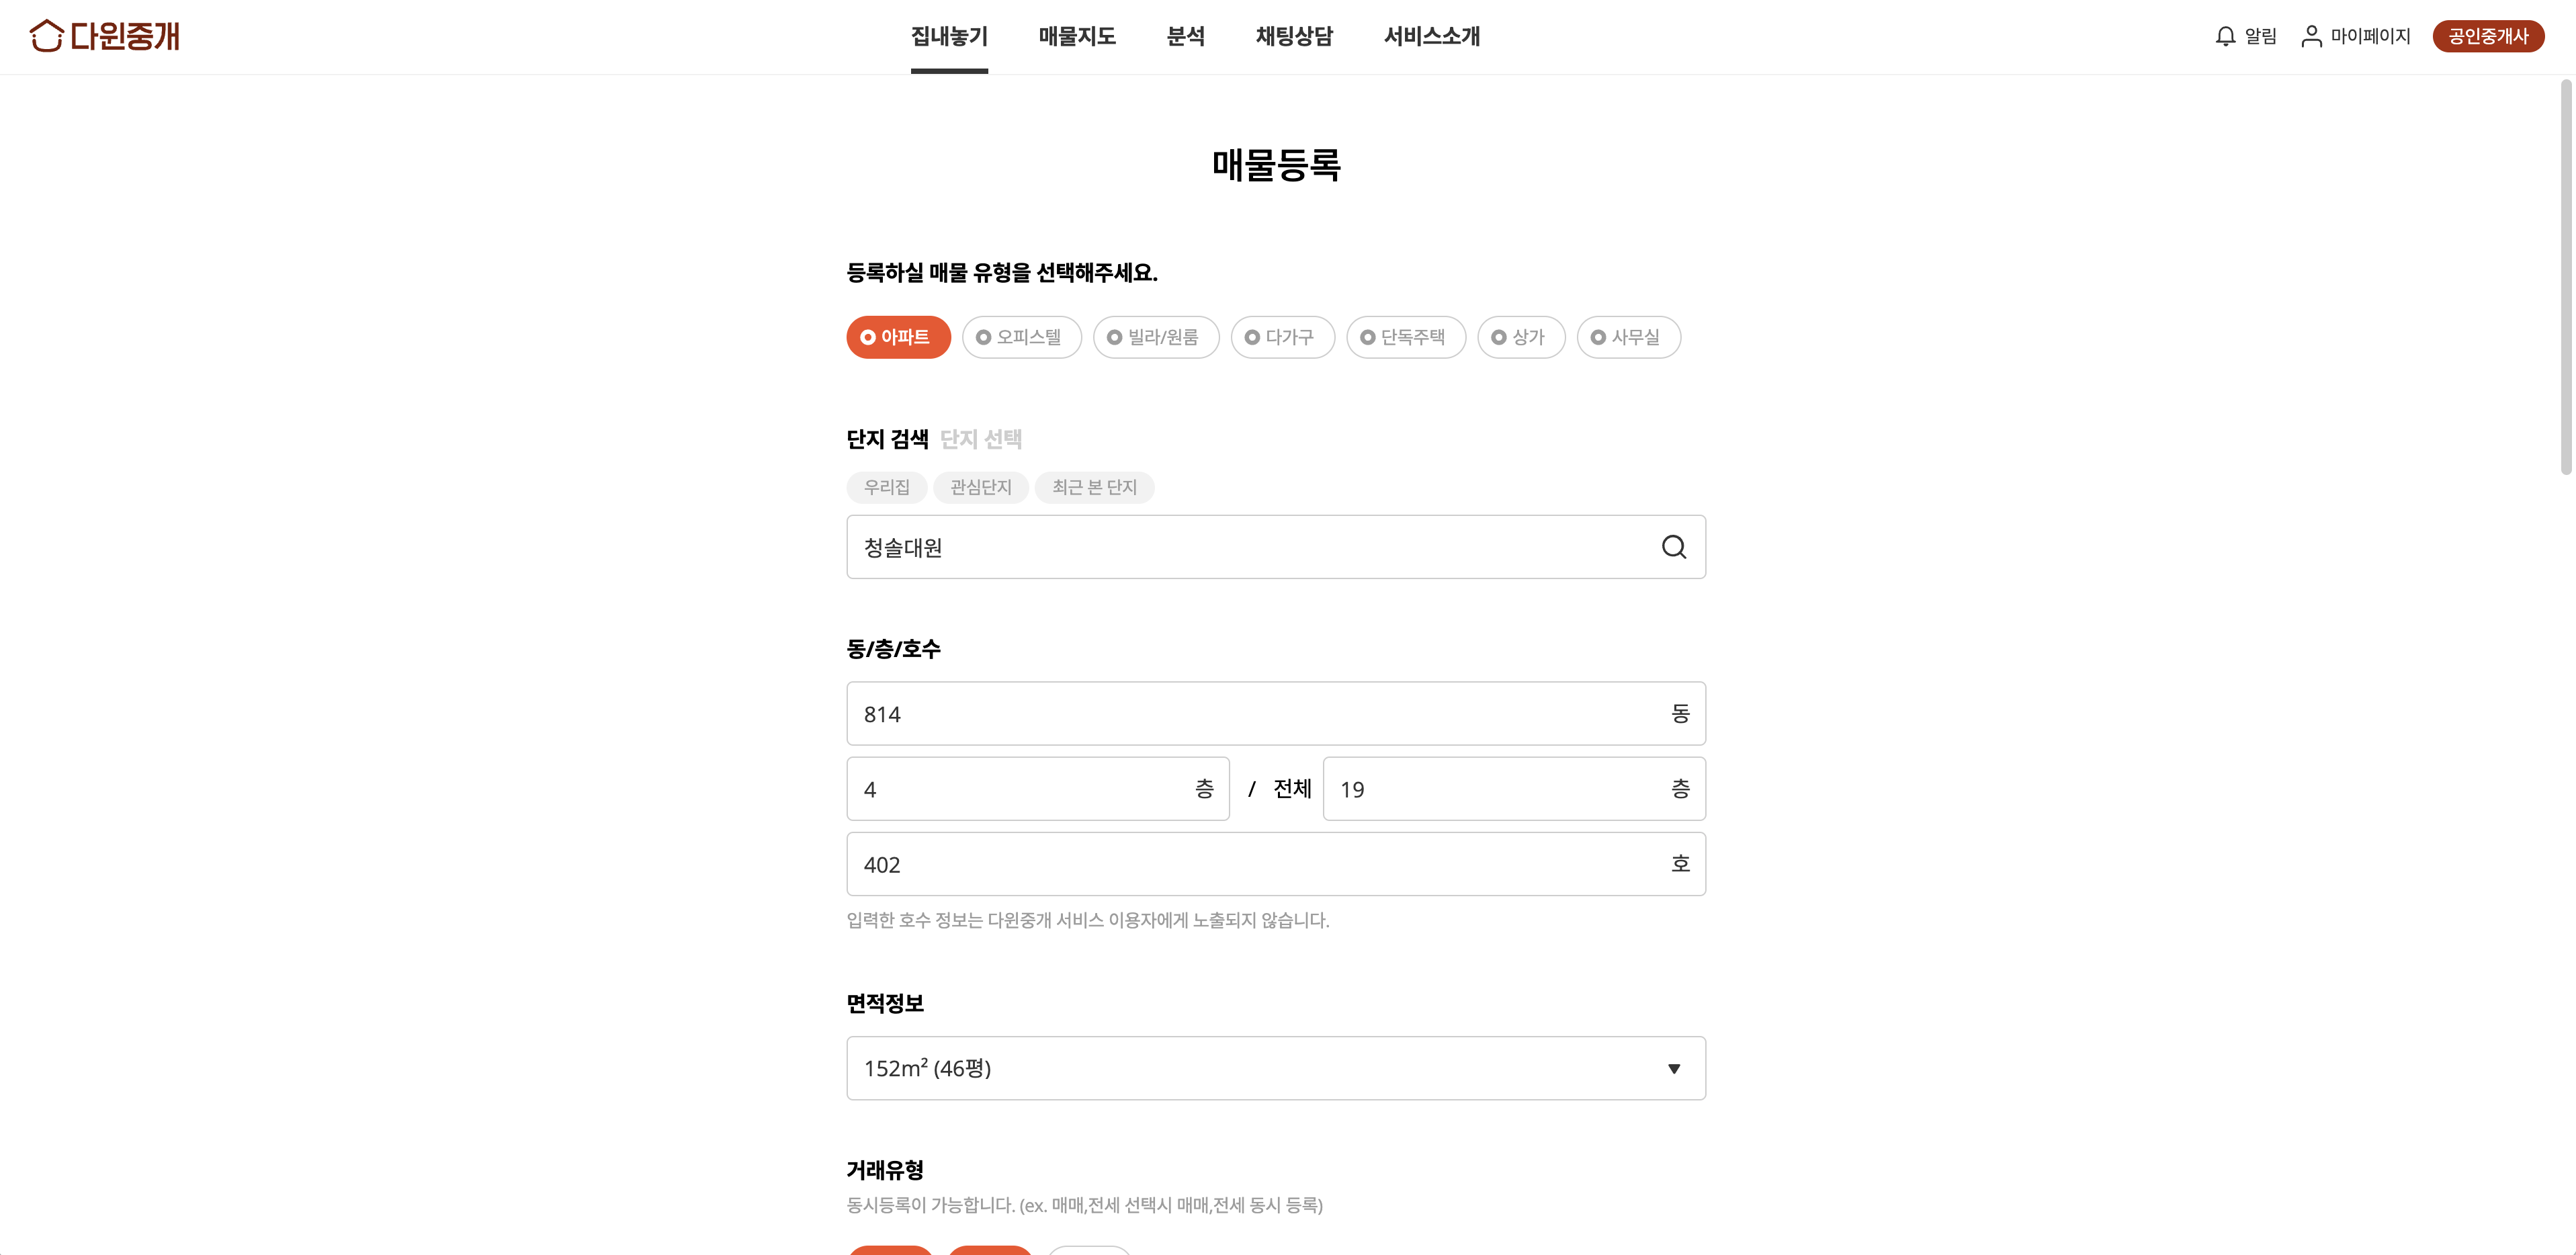 다윈중개
집내놓기 매물지도 분석 채팅상담 서비스소개
알림 마이페이지 공인중개사
매물등록
등록하실 매물 유형을 선택해주세요.
아파트 오피스텔 빌라/원룸 다가구 단독주택 상가 사무실
단지 검색 단지 선택
우리집 관심단지 최근 본 단지
청솔대원
동/층/호수
814 동
4 층 / 전체 19 층
402 호
입력한 호수 정보는 다윈중개 서비스 이용자에게 노출되지 않습니다.
면적정보
152m² (46평)
거래유형
동시등록이 가능합니다. (ex. 매매,전세 선택시 매매,전세 동시 등록)